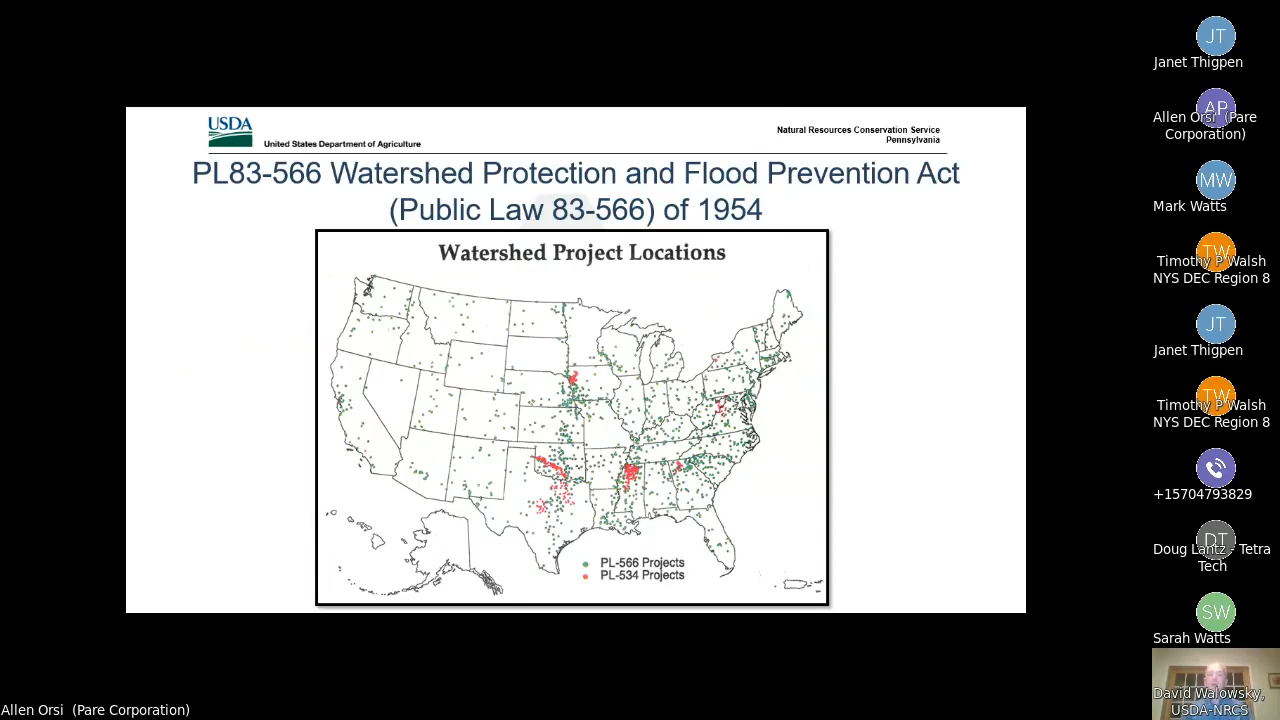 USDA
United States Department of Agriculture
Natural Resources Conservation Service
Pennsylvania
PL83-566 Watershed Protection and Flood Prevention Act
(Public Law 83-566) of 1954
Watershed Project Locations
PL-566 Projects
PL-534 Projects
JT
Janet Thigpen
AP
Allen Orsi (Pare
Corporation)
MW
Mark Watts
TW
Timothy P Walsh
NYS DEC Region 8
JT
Janet Thigpen
TW
Timothy P Walsh
NYS DEC Region 8
+15704793829
DT
Doug Lantz - Tetra
Tech
SW
Sarah Watts
David Walowsky,
USDA-NRCS
Allen Orsi (Pare Corporation)